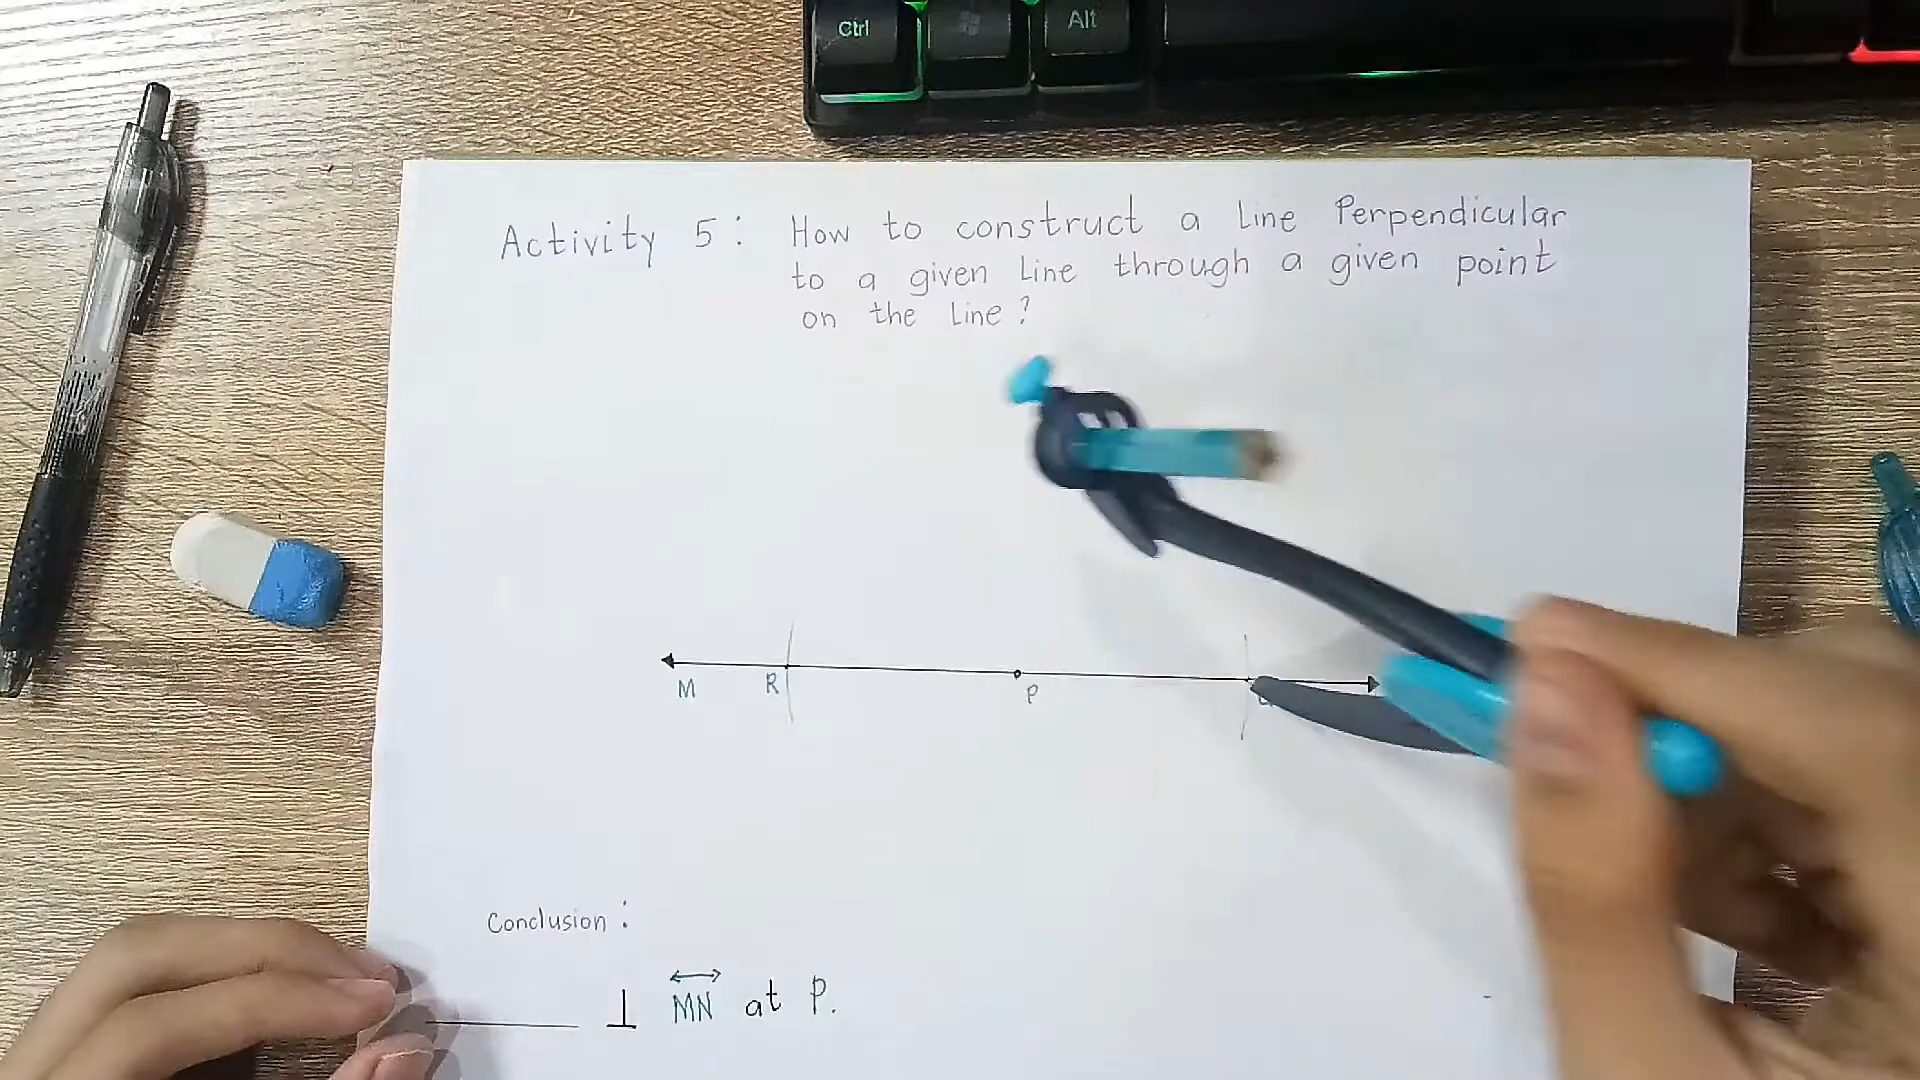 Ctrl Alt
Activity 5: How to construct a Line Perpendicular
to a given Line through a given point
on the Line?
M R P
Conclusion:
______ ⊥ MN at P.